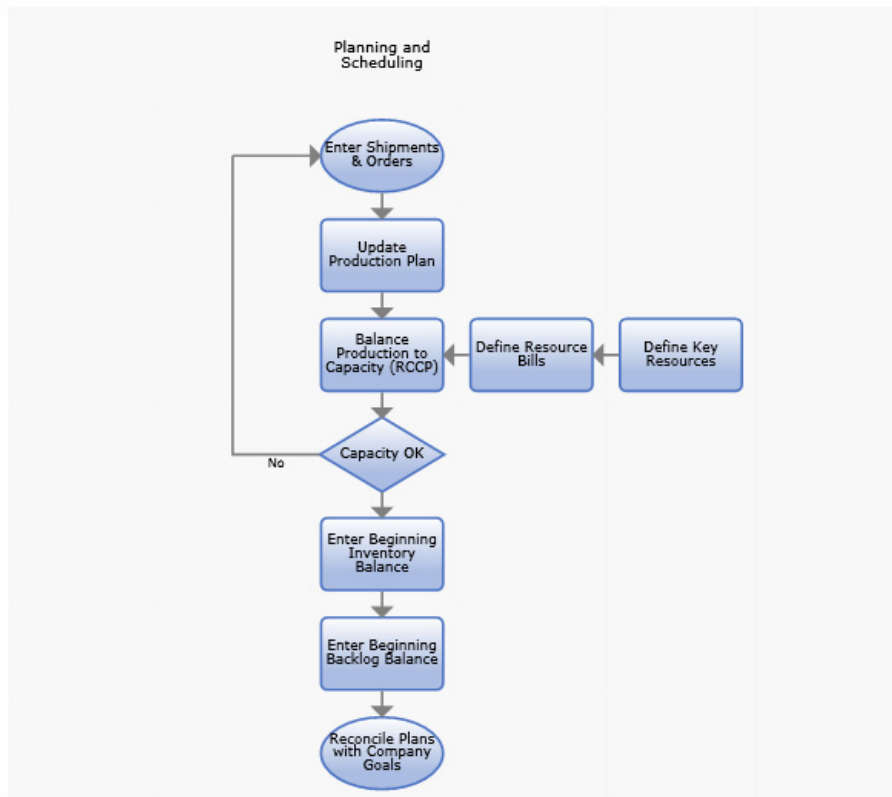 Planning and
Scheduling
Enter Shipments
& Orders
Update
Production Plan
Balance
Production to
Capacity (RCCP)
Define Resource
Bills
Define Key
Resources
Capacity OK
No
Enter Beginning
Inventory
Balance
Enter Beginning
Backlog Balance
Reconcile Plans
with Company
Goals